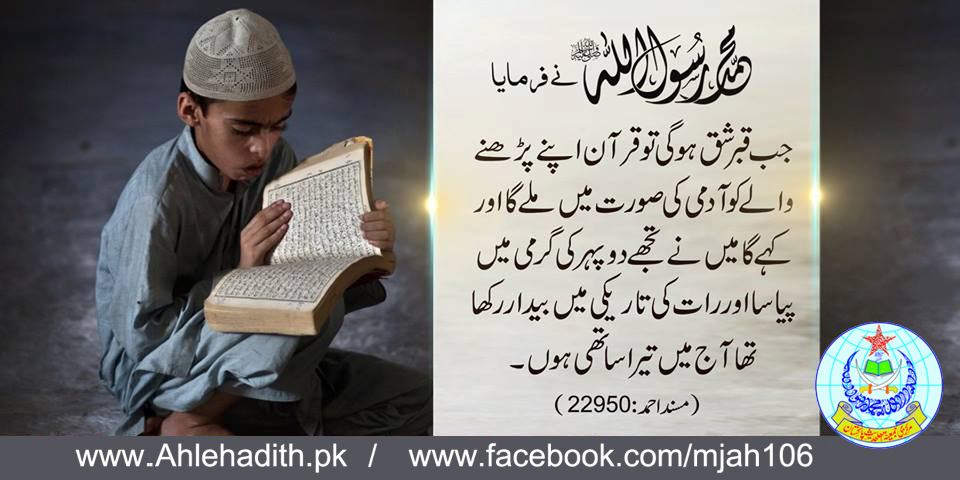 محمد رسول اللہ ﷺ نے فرمایا
جب قبر شق ہوگی تو قرآن اپنے پڑھنے
والے کو آدمی کی صورت میں ملے گا اور
کہے گا میں نے تجھے دوپہر کی گرمی میں
پیاسا اور رات کی تاریکی میں بیدار رکھا
تھا آج میں تیرا ساتھی ہوں۔
(مسند احمد: 22950)
www.Ahlehadith.pk / www.facebook.com/mjah106